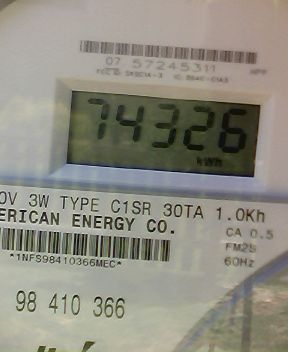 07 57245311
74326
kWh
0V 3W TYPE C1SR 30TA 1.0Kh
ERICAN ENERGY CO.
CA 0.5
FM2S
60Hz
*1NFS98410366MEC*
98 410 366